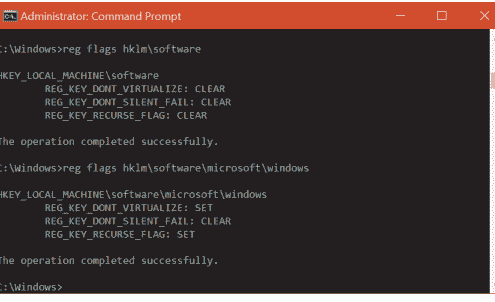 Administrator: Command Prompt
C:\Windows>reg flags hklm\software
HKEY_LOCAL_MACHINE\software
REG_KEY_DONT_VIRTUALIZE: CLEAR
REG_KEY_DONT_SILENT_FAIL: CLEAR
REG_KEY_RECURSE_FLAG: CLEAR
The operation completed successfully.
C:\Windows>reg flags hklm\software\microsoft\windows
HKEY_LOCAL_MACHINE\software\microsoft\windows
REG_KEY_DONT_VIRTUALIZE: SET
REG_KEY_DONT_SILENT_FAIL: CLEAR
REG_KEY_RECURSE_FLAG: SET
The operation completed successfully.
C:\Windows>